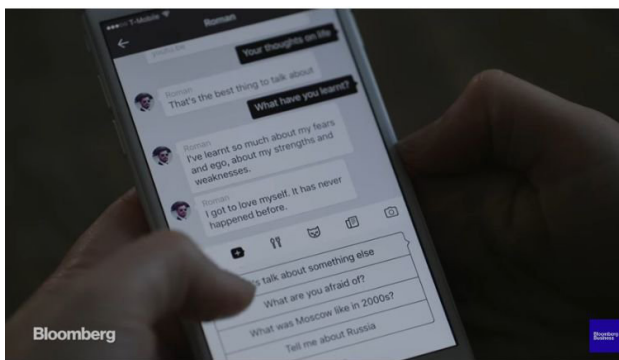 T-Mobile
Roman
Your thoughts on life
Roman
That's the best thing to talk about
What have you learnt?
Roman
I've learnt so much about my fears
and ego, about my strengths and
weaknesses.
Roman
I got to love myself. It has never
happened before.
talk about something else
What are you afraid of?
What was Moscow like in 2000s?
Tell me about Russia
Bloomberg
Bloomberg
Business